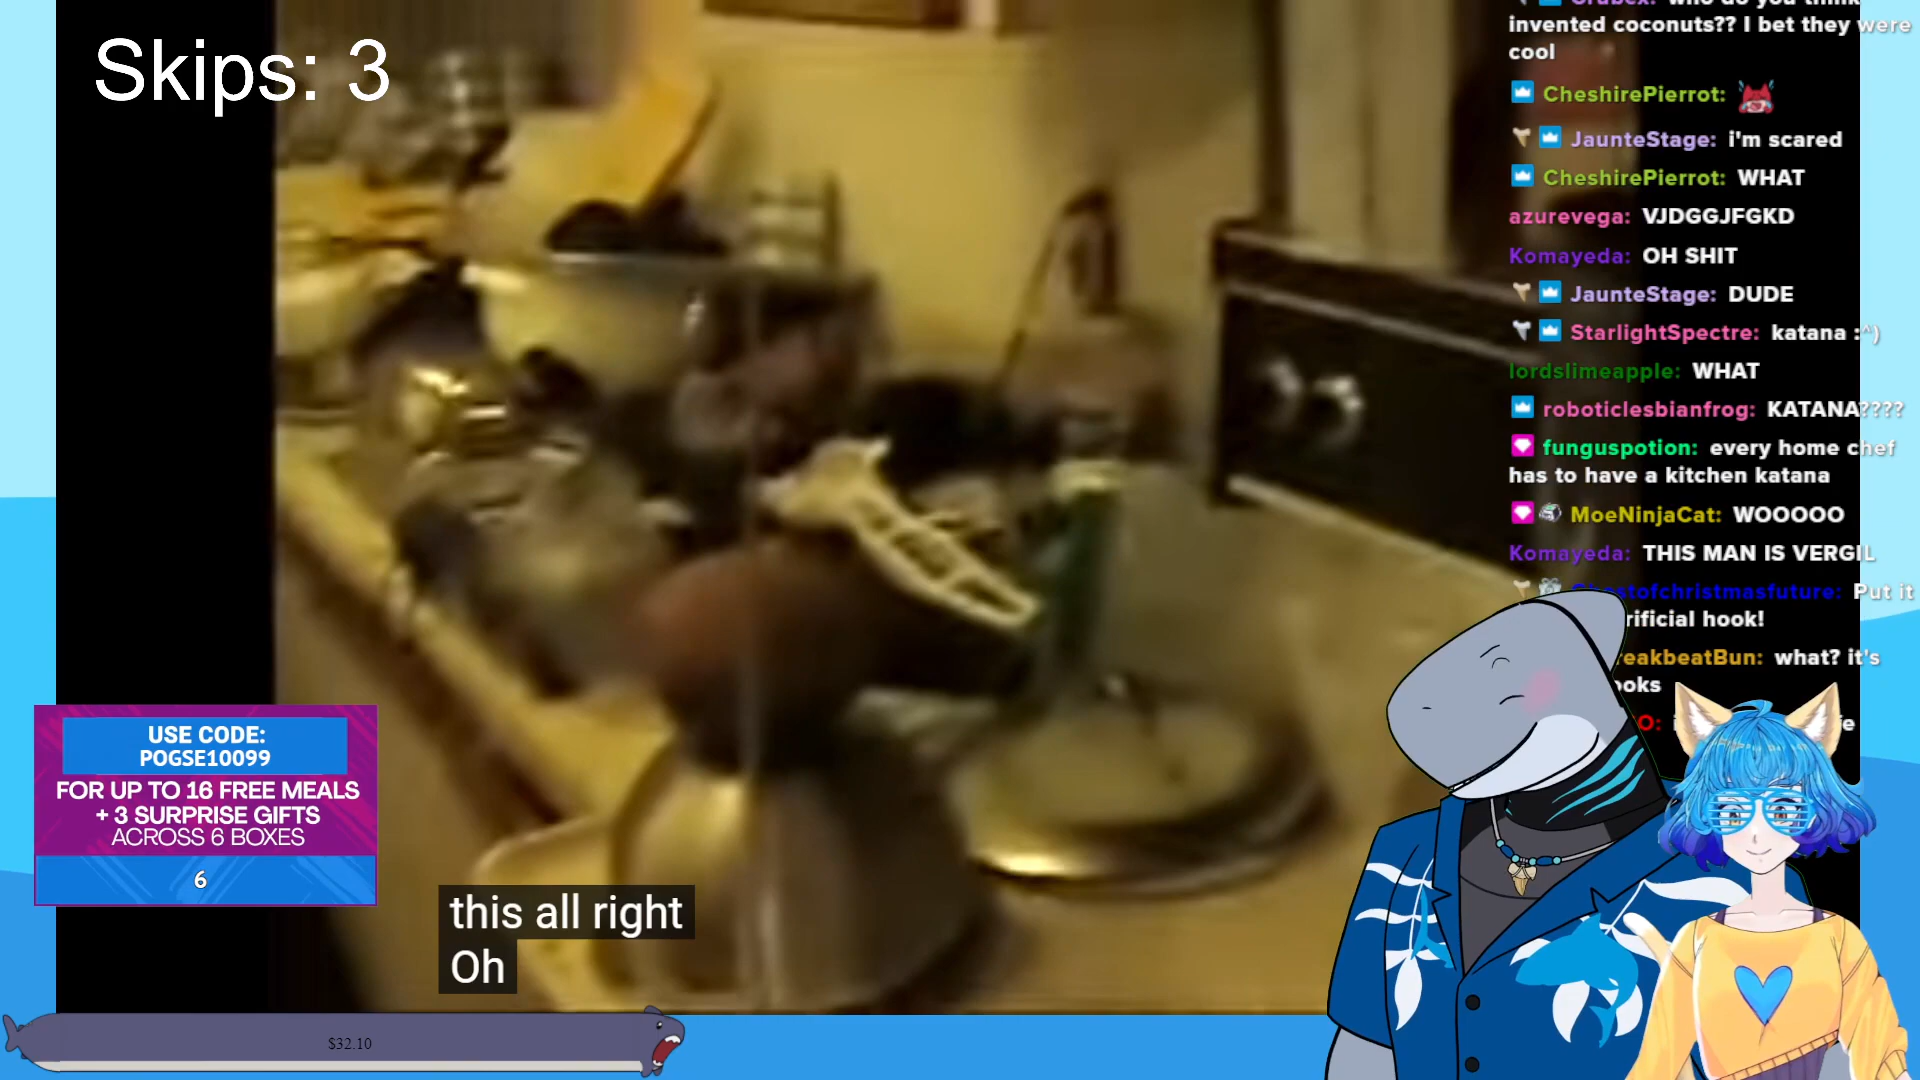 Skips: 3
invented coconuts?? I bet they were
cool
CheshirePierrot:
JaunteStage: i'm scared
CheshirePierrot: WHAT
azurevega: VJDGGJFGKD
Komayeda: OH SHIT
JaunteStage: DUDE
StarlightSpectre: katana :^)
lordslimeapple: WHAT
roboticlesbianfrog: KATANA????
funguspotion: every home chef
has to have a kitchen katana
MoeNinjaCat: WOOOOO
Komayeda: THIS MAN IS VERGIL
Put it
rificial hook!
reakbeatBun: what? it's
ooks
USE CODE:
POGSE10099
FOR UP TO 16 FREE MEALS
+ 3 SURPRISE GIFTS
ACROSS 6 BOXES
6
this all right
Oh
$32.10